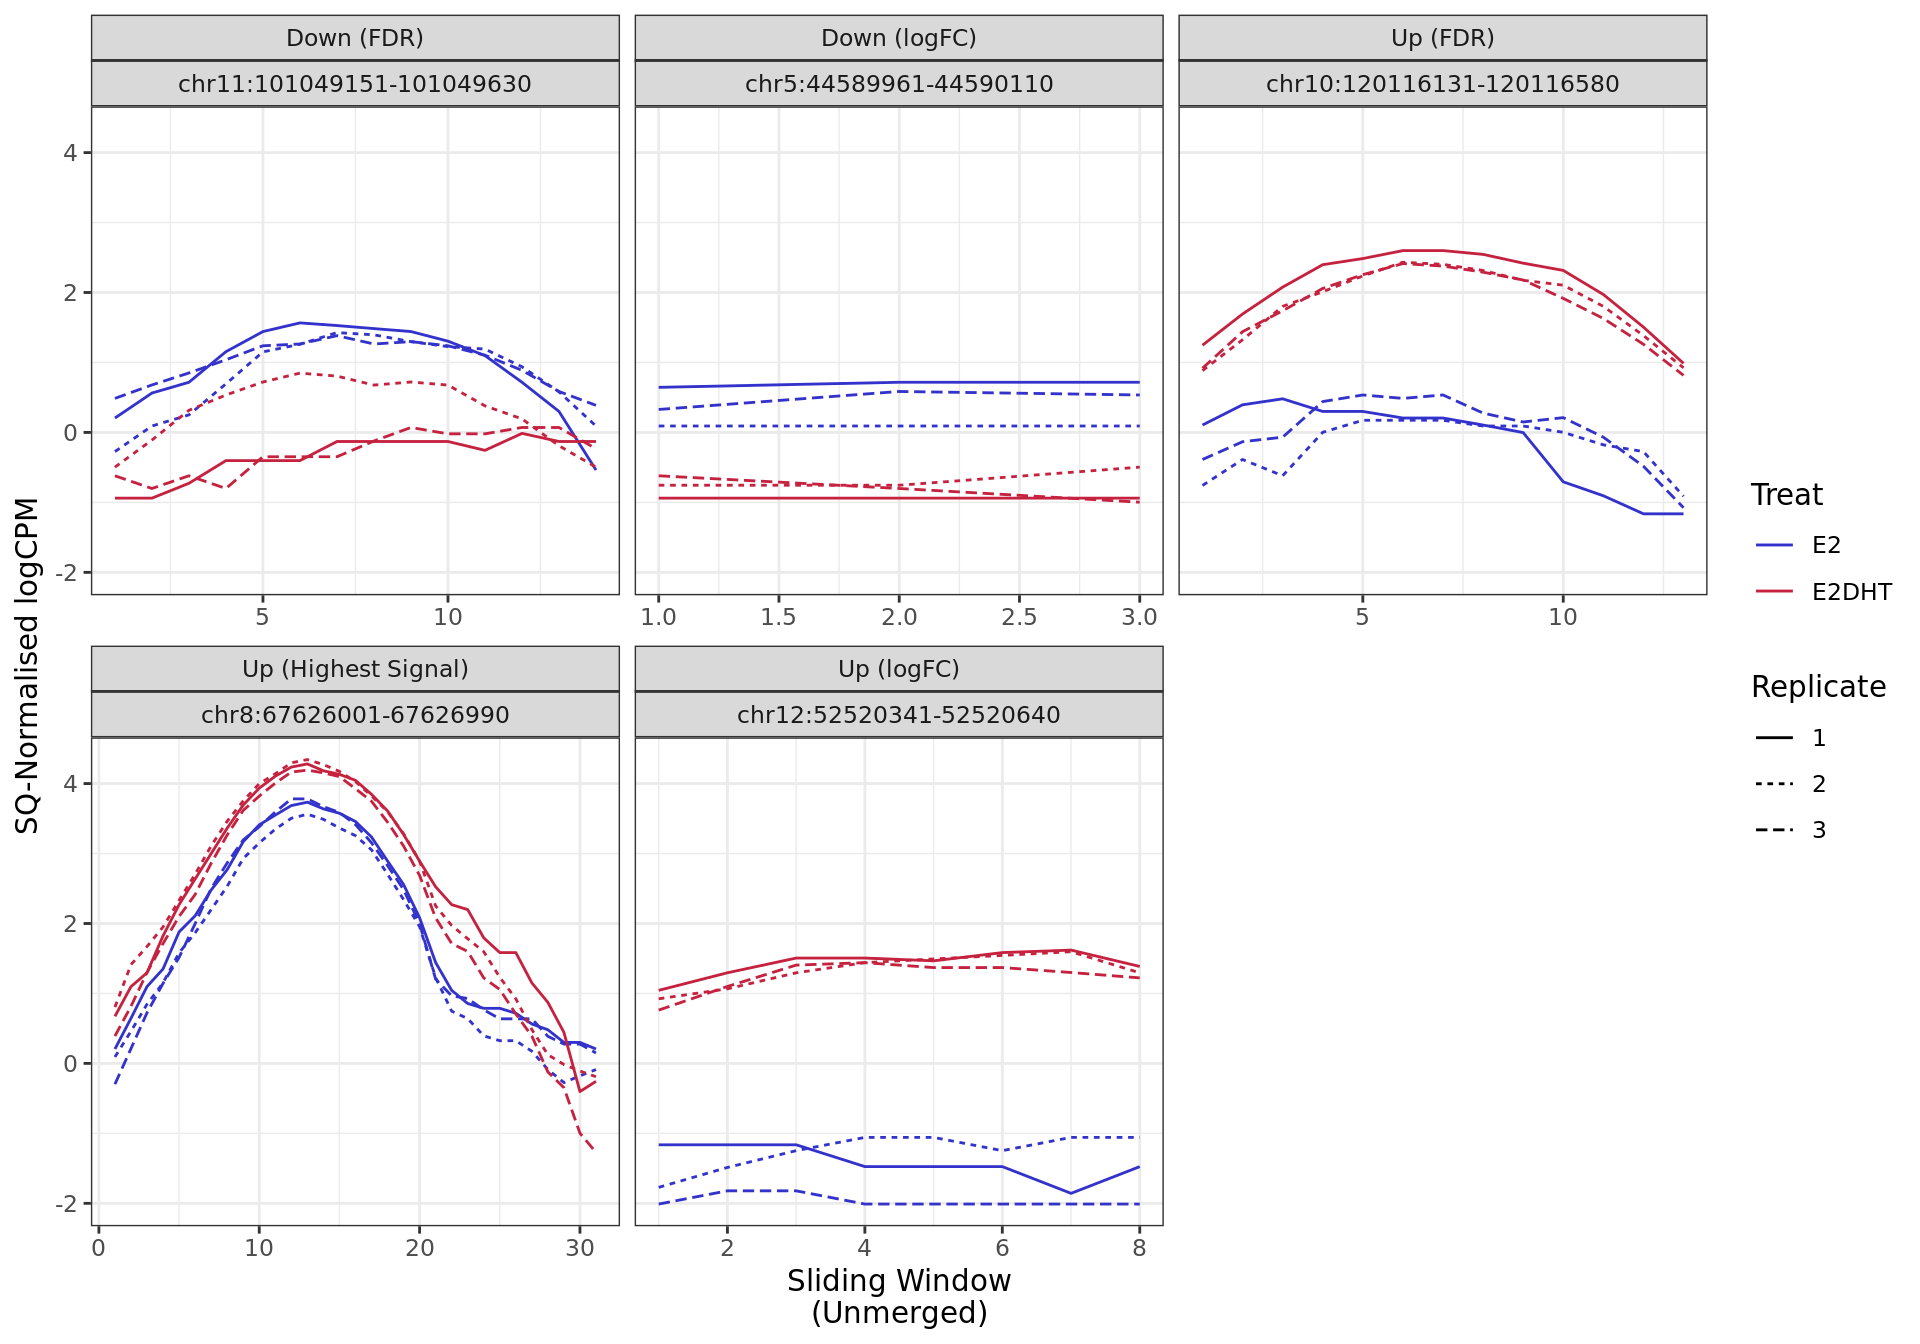 Down (FDR)
chr11:101049151-101049630
Down (logFC)
chr5:44589961-44590110
Up (FDR)
chr10:120116131-120116580
4
2
0
-2
5 10
1.0 1.5 2.0 2.5 3.0
5 10
Up (Highest Signal)
chr8:67626001-67626990
Up (logFC)
chr12:52520341-52520640
4
2
0
-2
0 10 20 30
2 4 6 8
SQ-Normalised logCPM
Sliding Window
(Unmerged)
Treat
E2
E2DHT
Replicate
1
2
3